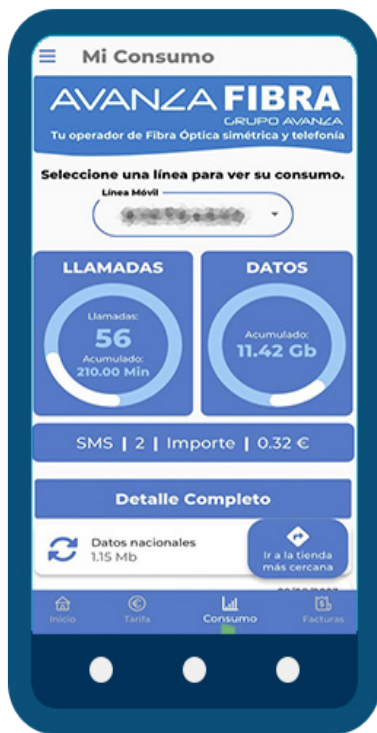 Mi Consumo
AVANZA FIBRA
GRUPO AVANZA
Tu operador de Fibra Óptica simétrica y telefonía
Seleccione una línea para ver su consumo.
Línea Móvil
LLAMADAS
Llamadas:
56
Acumulado:
210.00 Min
DATOS
Acumulado:
11.42 Gb
SMS | 2 | Importe | 0.32 €
Detalle Completo
Datos nacionales
1.15 Mb
Ir a la tienda
más cercana
Inicio
Tarifa
Consumo
Facturas